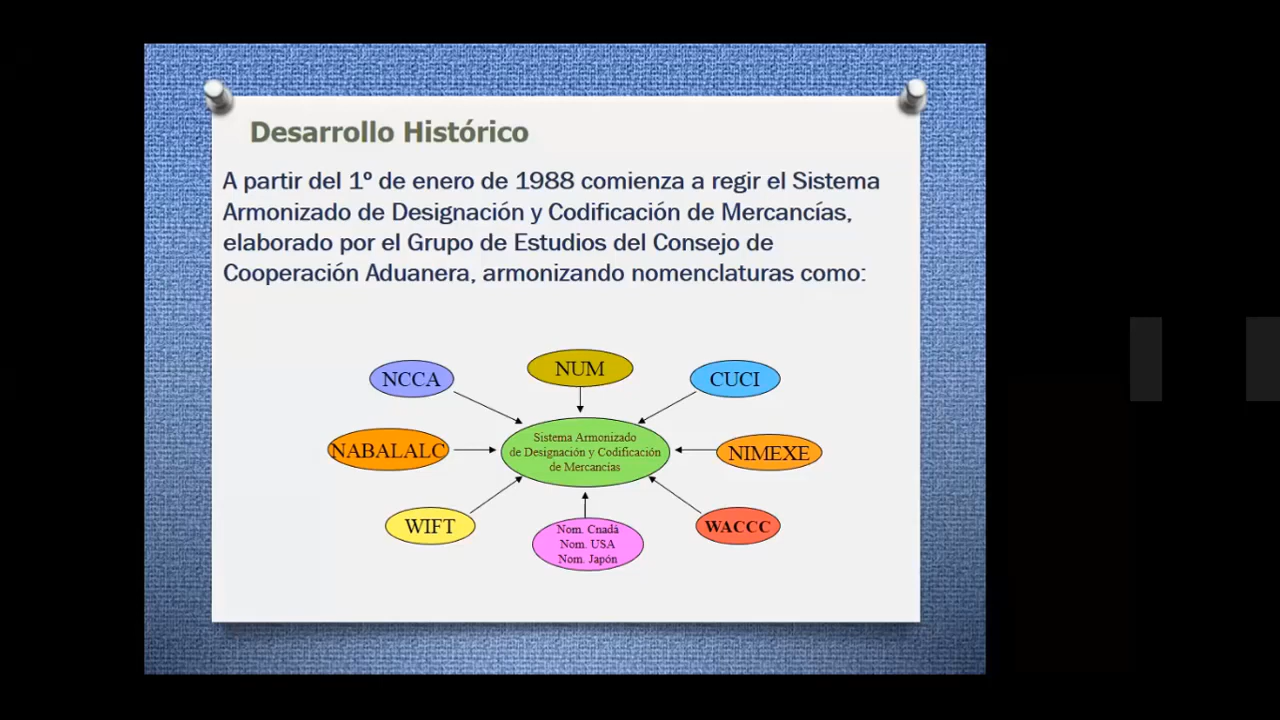 Desarrollo Histórico
A partir del 1º de enero de 1988 comienza a regir el Sistema
Armonizado de Designación y Codificación de Mercancías,
elaborado por el Grupo de Estudios del Consejo de
Cooperación Aduanera, armonizando nomenclaturas como:
NCCA
NUM
CUCI
NABALALC
Sistema Armonizado
de Designación y Codificación
de Mercancías
NIMEXE
WIFT
Nom. Cnadá
Nom. USA
Nom. Japón
WACCC